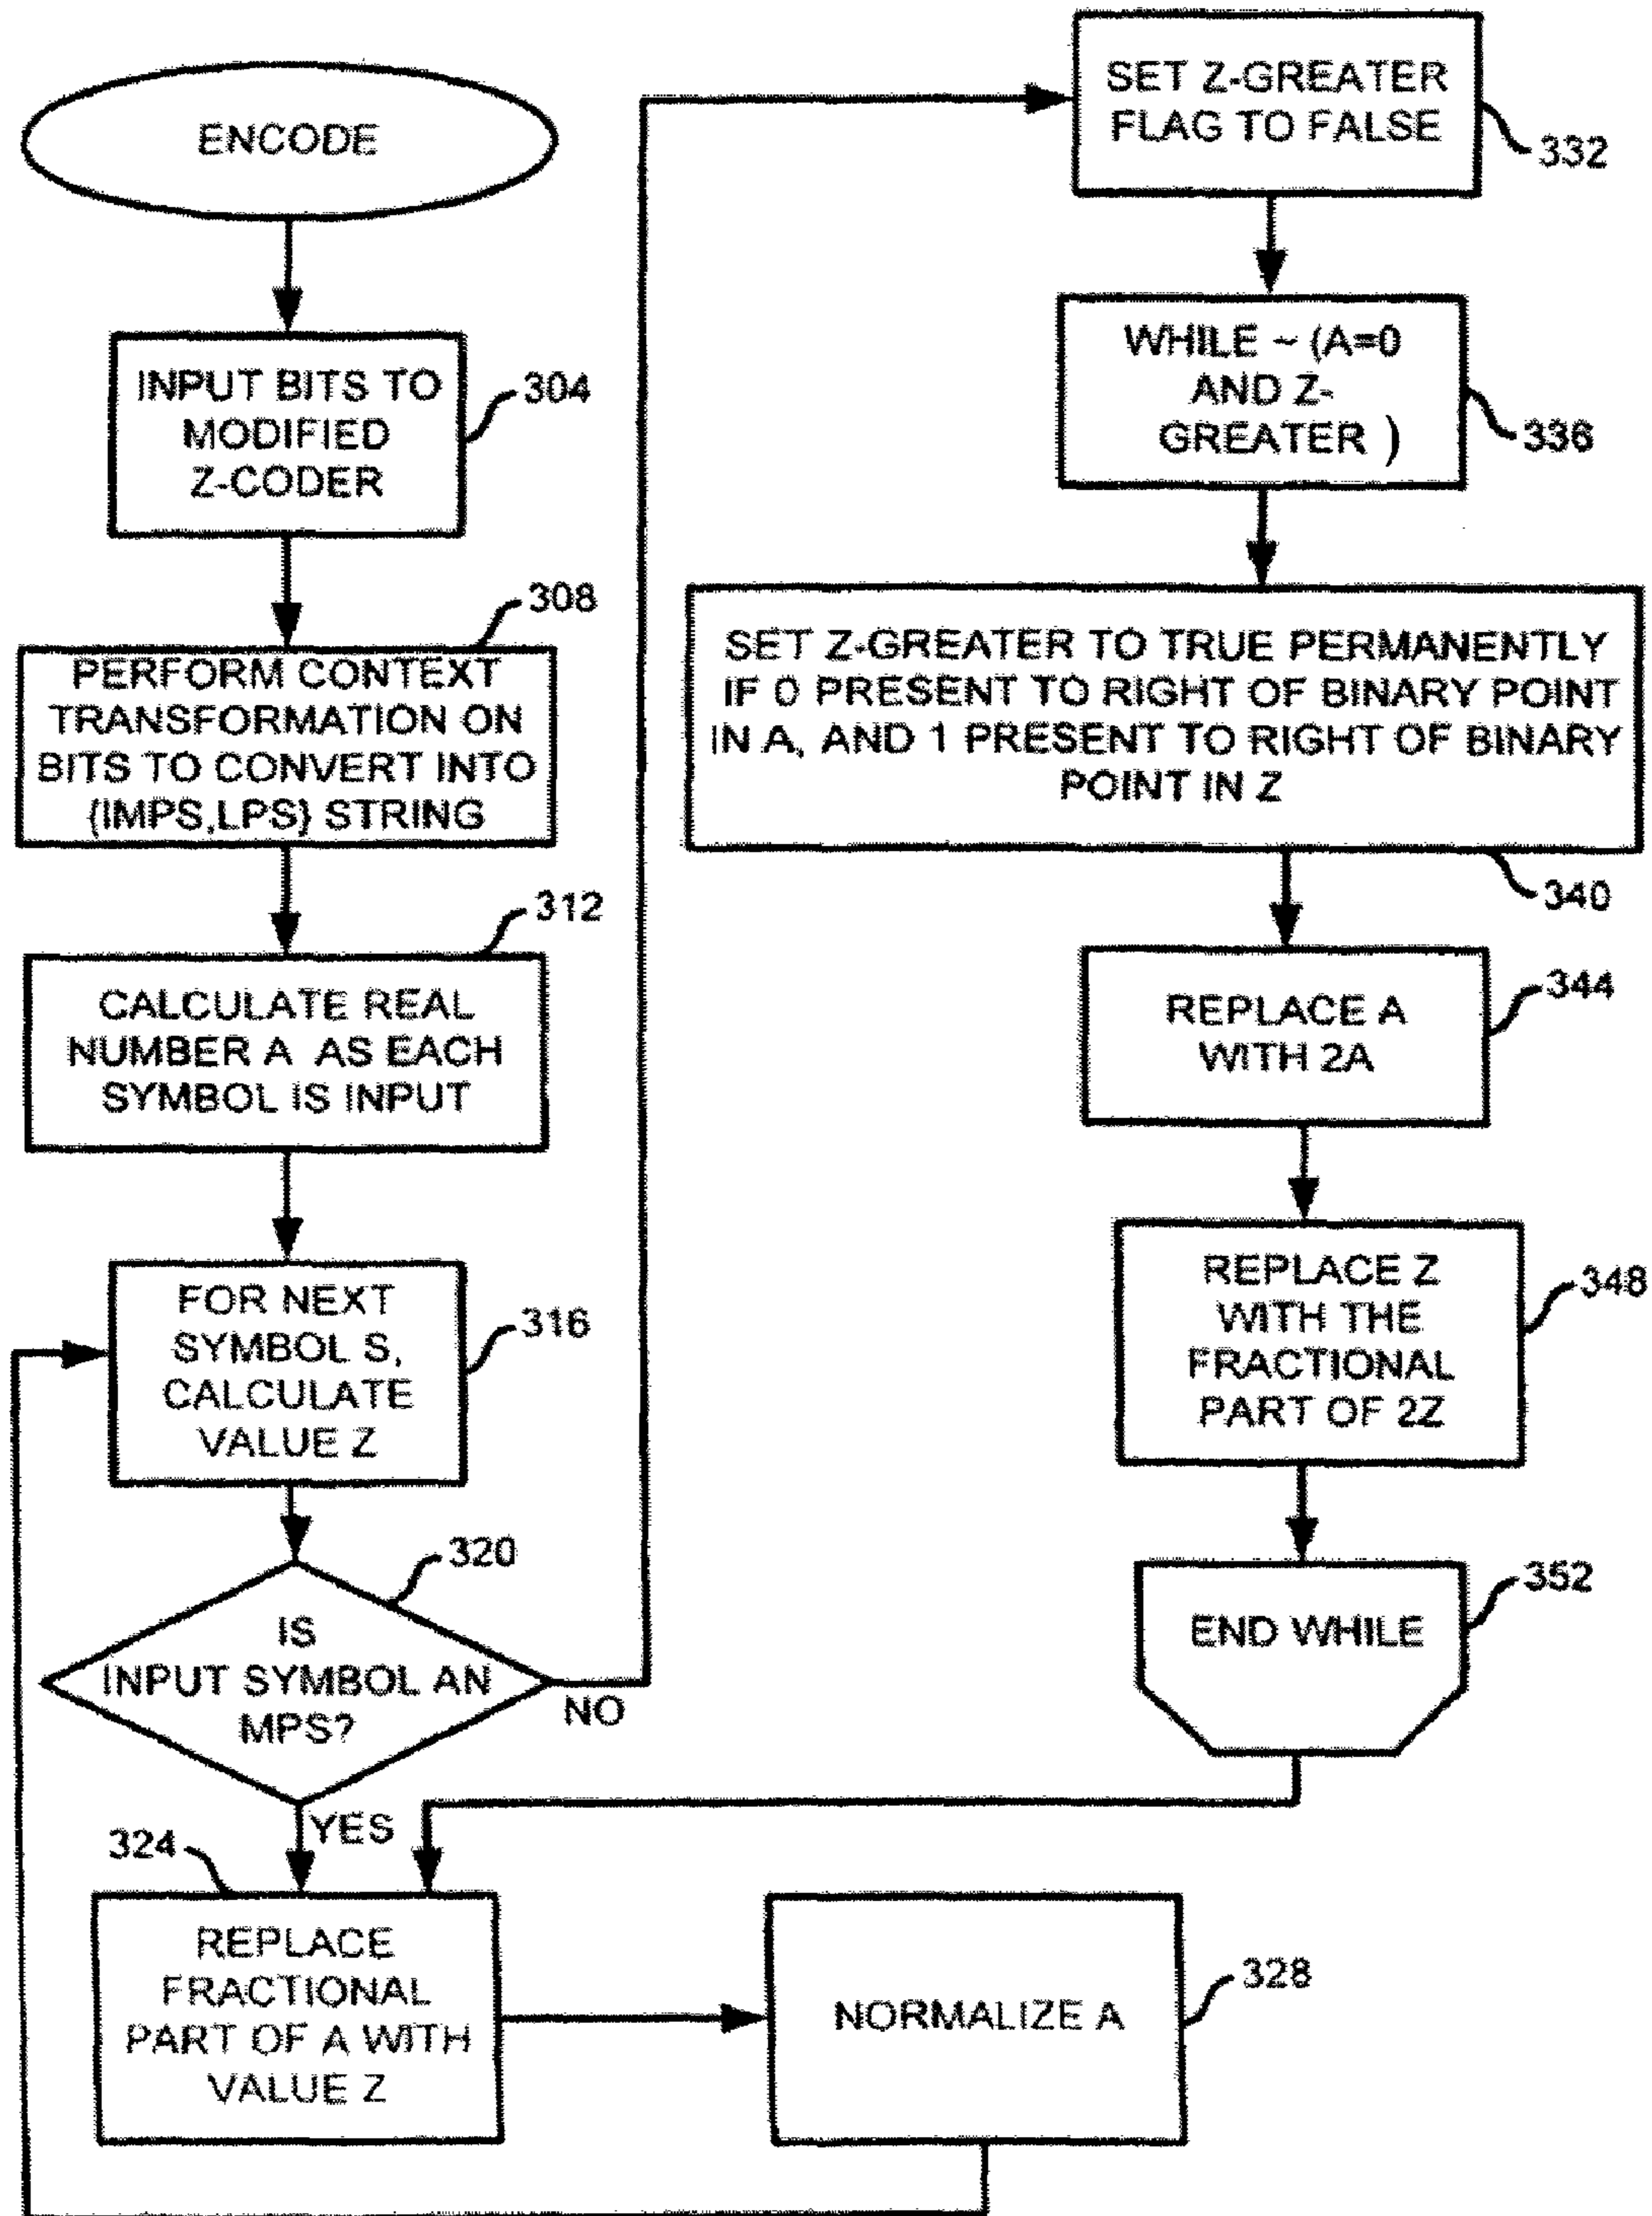 ENCODE
INPUT BITS TO
MODIFIED
Z-CODER
304
308
PERFORM CONTEXT
TRANSFORMATION ON
BITS TO CONVERT INTO
{IMPS,LPS} STRING
312
CALCULATE REAL
NUMBER A AS EACH
SYMBOL IS INPUT
FOR NEXT
SYMBOL S,
CALCULATE
VALUE Z
316
320
IS
INPUT SYMBOL AN
MPS?
NO
YES
324
REPLACE
FRACTIONAL
PART OF A WITH
VALUE Z
NORMALIZE A
328
SET Z-GREATER
FLAG TO FALSE
332
WHILE ~ (A=0
AND Z-
GREATER )
336
SET Z-GREATER TO TRUE PERMANENTLY
IF 0 PRESENT TO RIGHT OF BINARY POINT
IN A, AND 1 PRESENT TO RIGHT OF BINARY
POINT IN Z
340
REPLACE A
WITH 2A
344
REPLACE Z
WITH THE
FRACTIONAL
PART OF 2Z
348
END WHILE
352